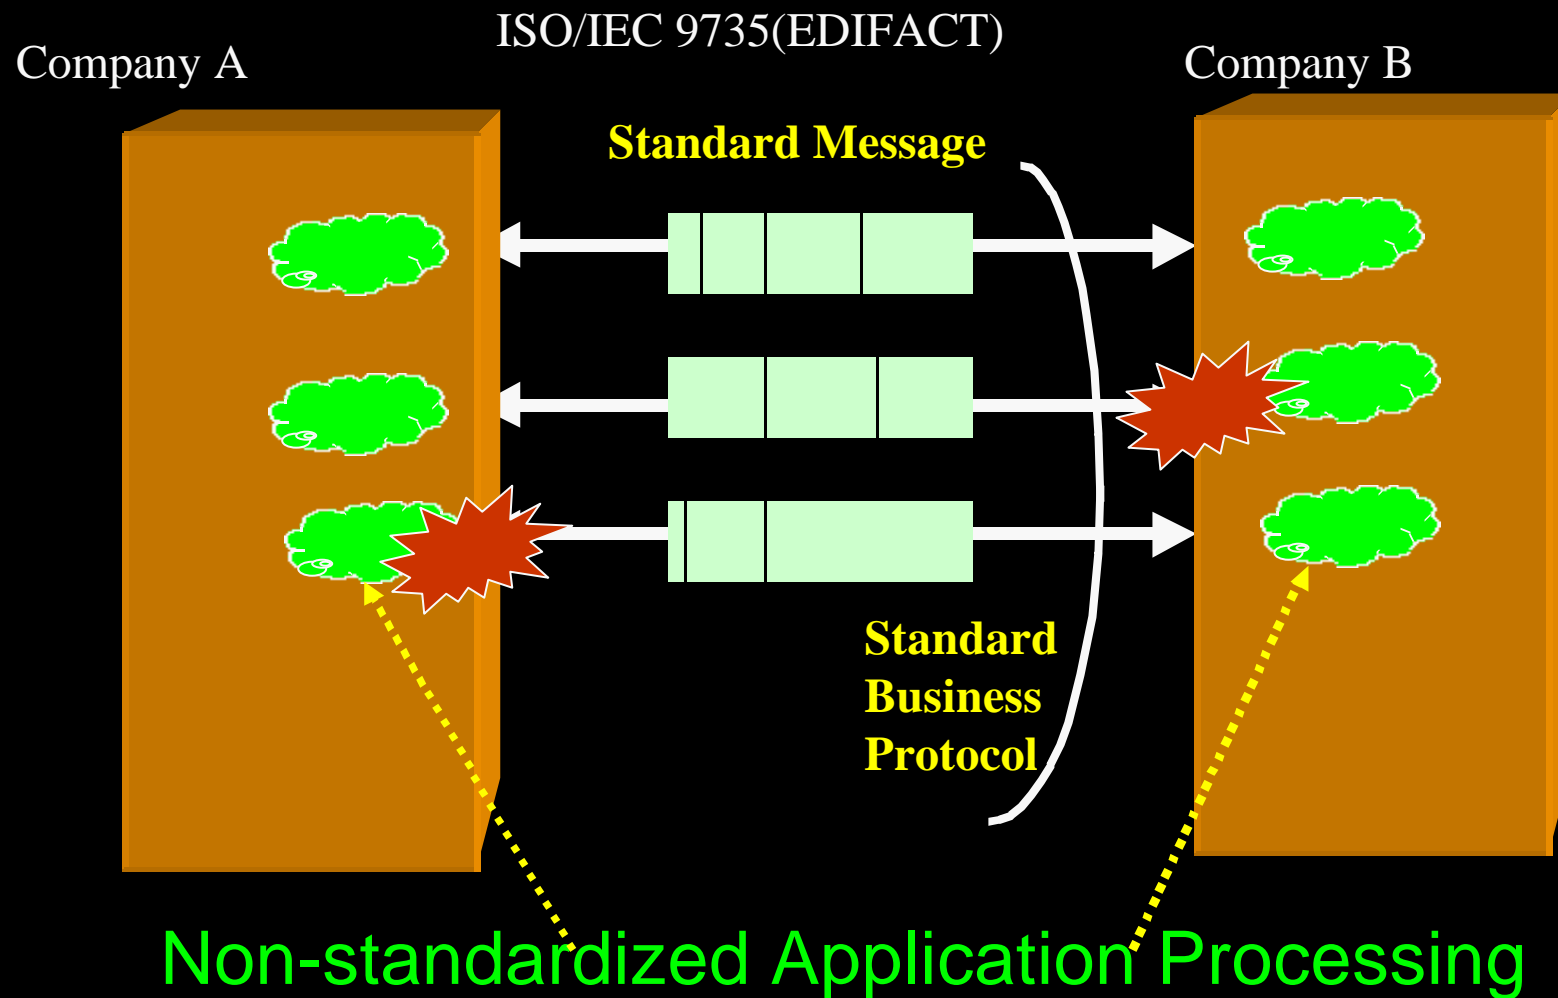 ISO/IEC 9735(EDIFACT)
Company A
Company B
Standard Message
Standard
Business
Protocol
Non-standardized Application Processing